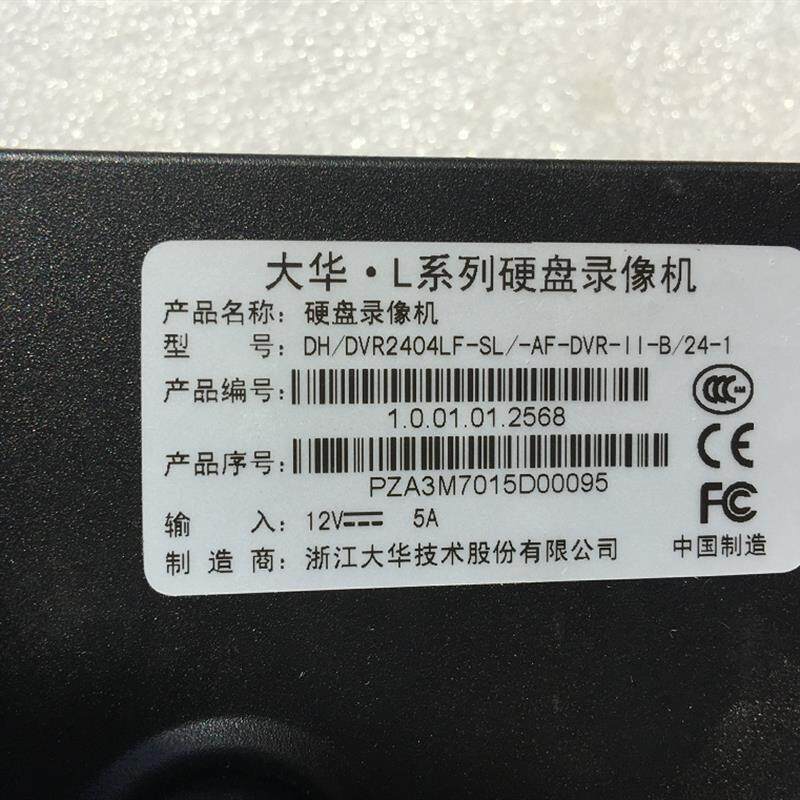 大华·L系列硬盘录像机
产品名称：硬盘录像机
型 号：DH/DVR2404LF-SL/-AF-DVR-II-B/24-1
产品编号：
1.0.01.01.2568
产品序号：
PZA3M7015D00095
输 入：12V 5A
制 造 商：浙江大华技术股份有限公司
CCC
CE
FC
中国制造